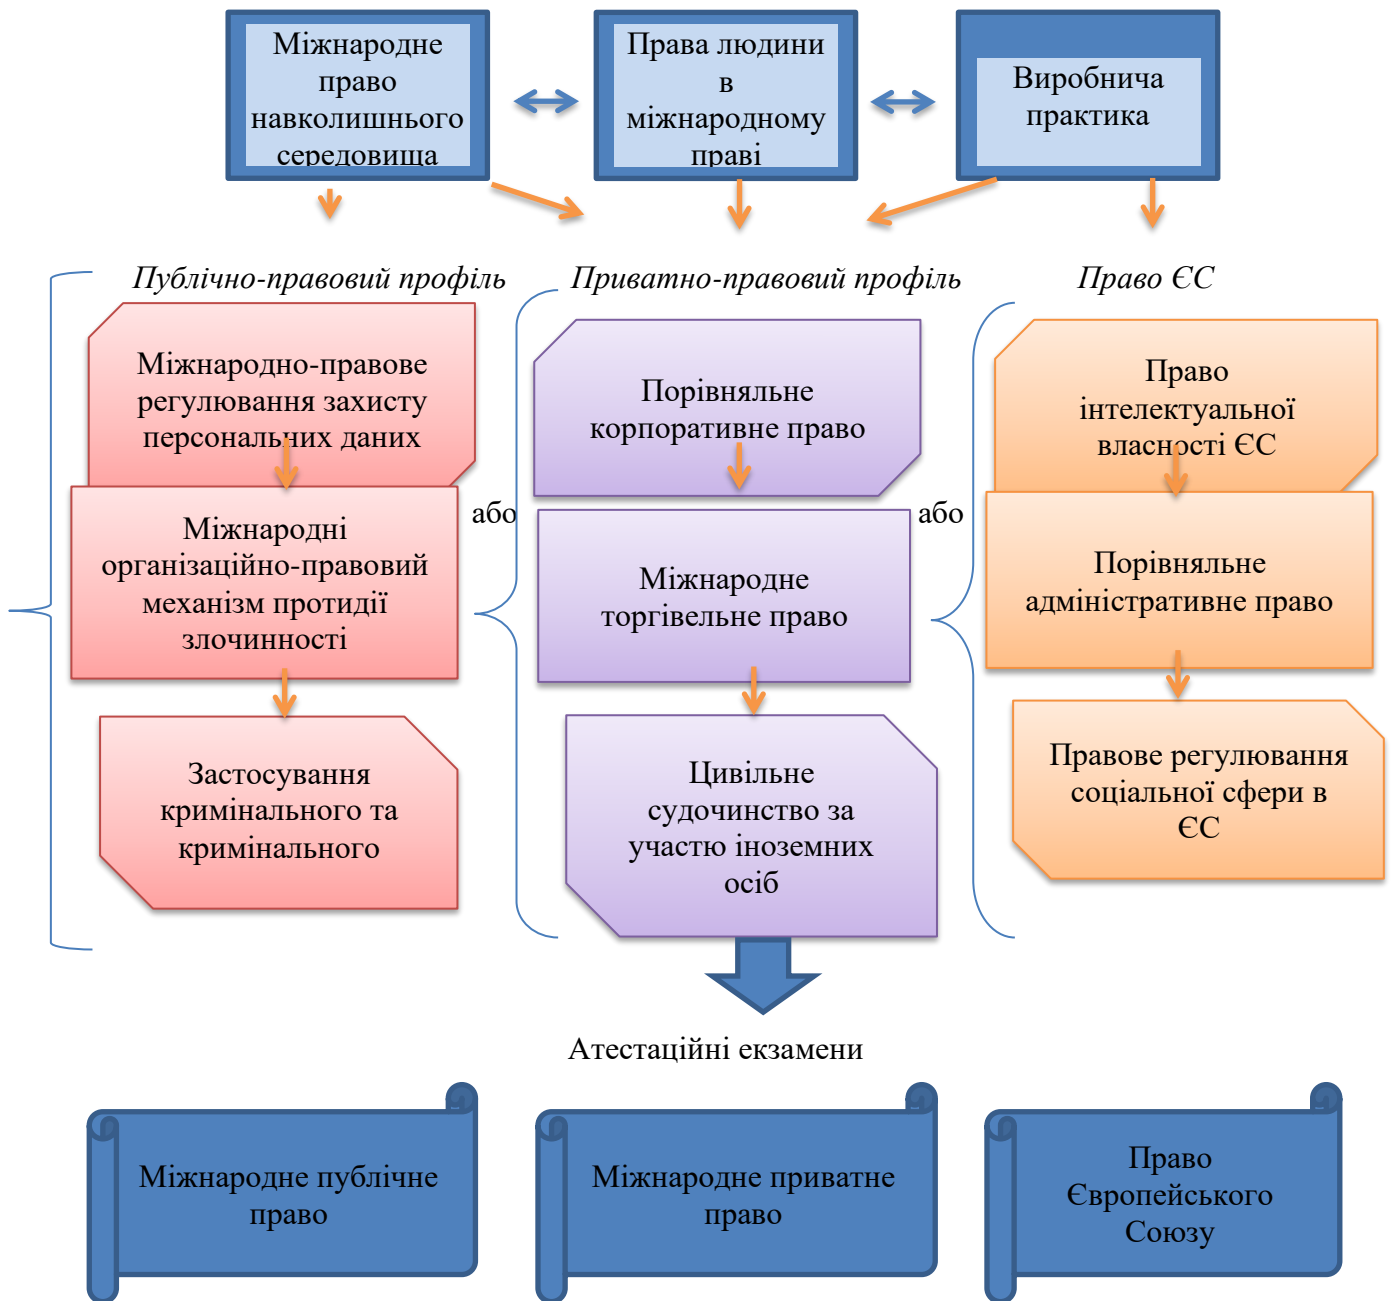 Міжнародне
право
навколишнього
середовища
Права людини
в
міжнародному
праві
Виробнича
практика
Публічно-правовий профіль
Приватно-правовий профіль
Право ЄС
Міжнародно-правове
регулювання захисту
персональних даних
Порівняльне
корпоративне право
Право
інтелектуальної
власності ЄС
або
або
Міжнародні
організаційно-правовий
механізм протидії
злочинності
Міжнародне
торгівельне право
Порівняльне
адміністративне право
Застосування
кримінального та
кримінального
Цивільне
судочинство за
участю іноземних
осіб
Правове регулювання
соціальної сфери в
ЄС
Атестаційні екзамени
Міжнародне публічне
право
Міжнародне приватне
право
Право
Європейського
Союзу